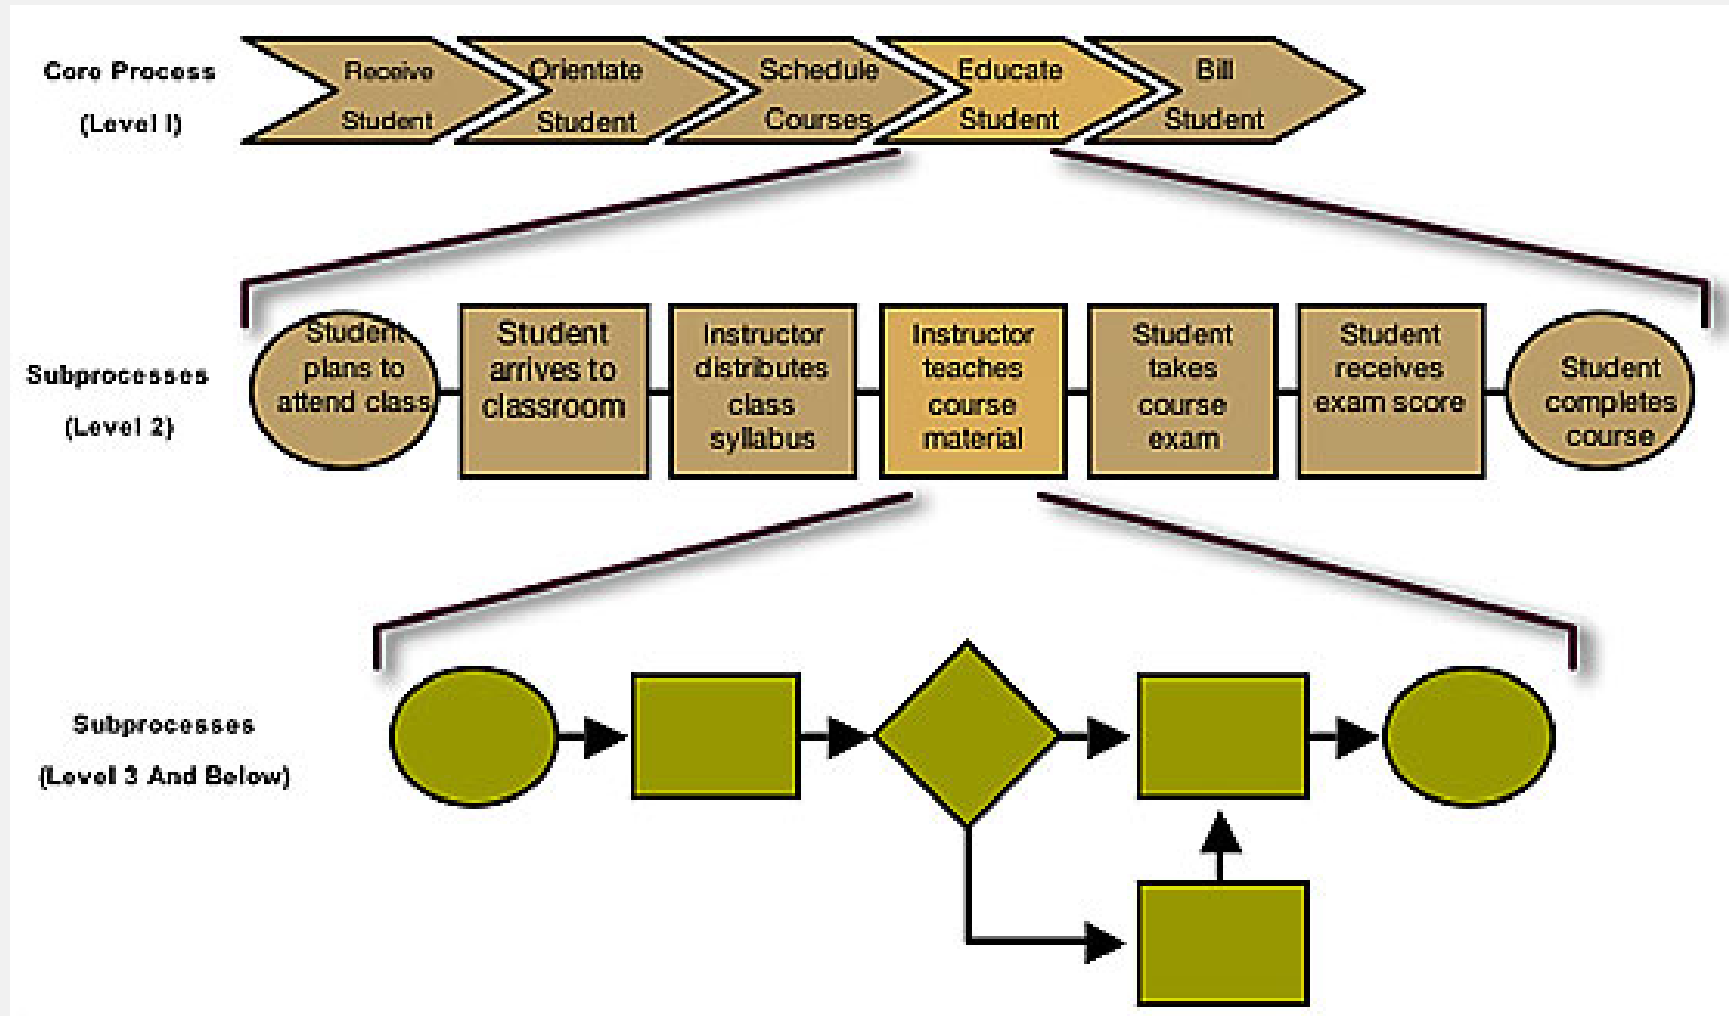 Core Process
(Level I)
Receive
Student
Orientate
Student
Schedule
Courses
Educate
Student
Bill
Student
Subprocesses
(Level 2)
Student
plans to
attend class
Student
arrives to
classroom
Instructor
distributes
class
syllabus
Instructor
teaches
course
material
Student
takes
course
exam
Student
receives
exam score
Student
completes
course
Subprocesses
(Level 3 And Below)